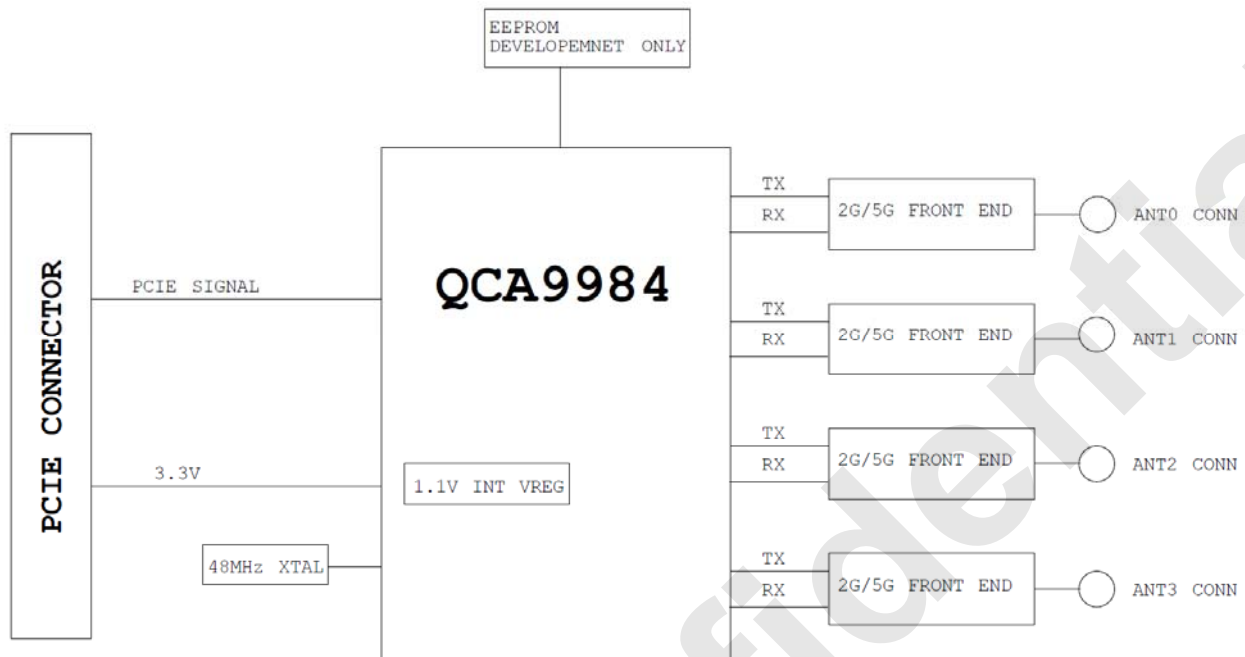 EEPROM
DEVELOPEMNET ONLY
PCIE CONNECTOR
PCIE SIGNAL
3.3V
48MHz XTAL
QCA9984
1.1V INT VREG
TX
RX
2G/5G FRONT END
ANT0 CONN
TX
RX
2G/5G FRONT END
ANT1 CONN
TX
RX
2G/5G FRONT END
ANT2 CONN
TX
RX
2G/5G FRONT END
ANT3 CONN
fidentia